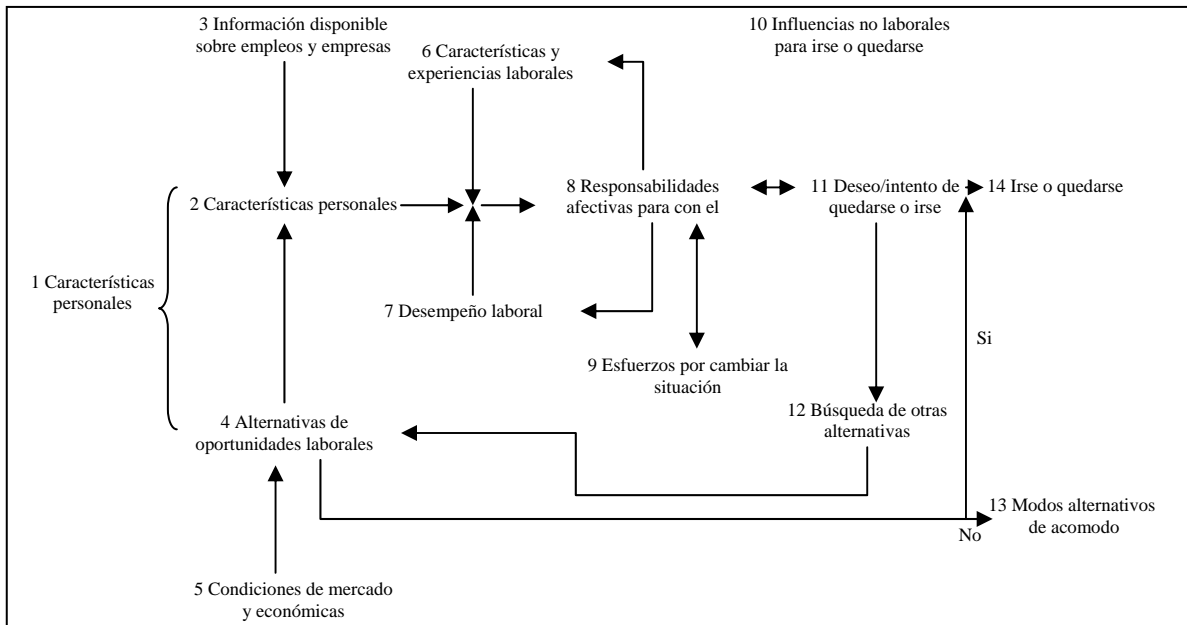 3 Información disponible
sobre empleos y empresas
10 Influencias no laborales
para irse o quedarse
6 Características y
experiencias laborales
2 Características personales
8 Responsabilidades
afectivas para con el
11 Deseo/intento de
quedarse o irse
14 Irse o quedarse
1 Características
personales
7 Desempeño laboral
Si
9 Esfuerzos por cambiar la
situación
12 Búsqueda de otras
alternativas
4 Alternativas de
oportunidades laborales
13 Modos alternativos
de acomodo
No
5 Condiciones de mercado
y económicas